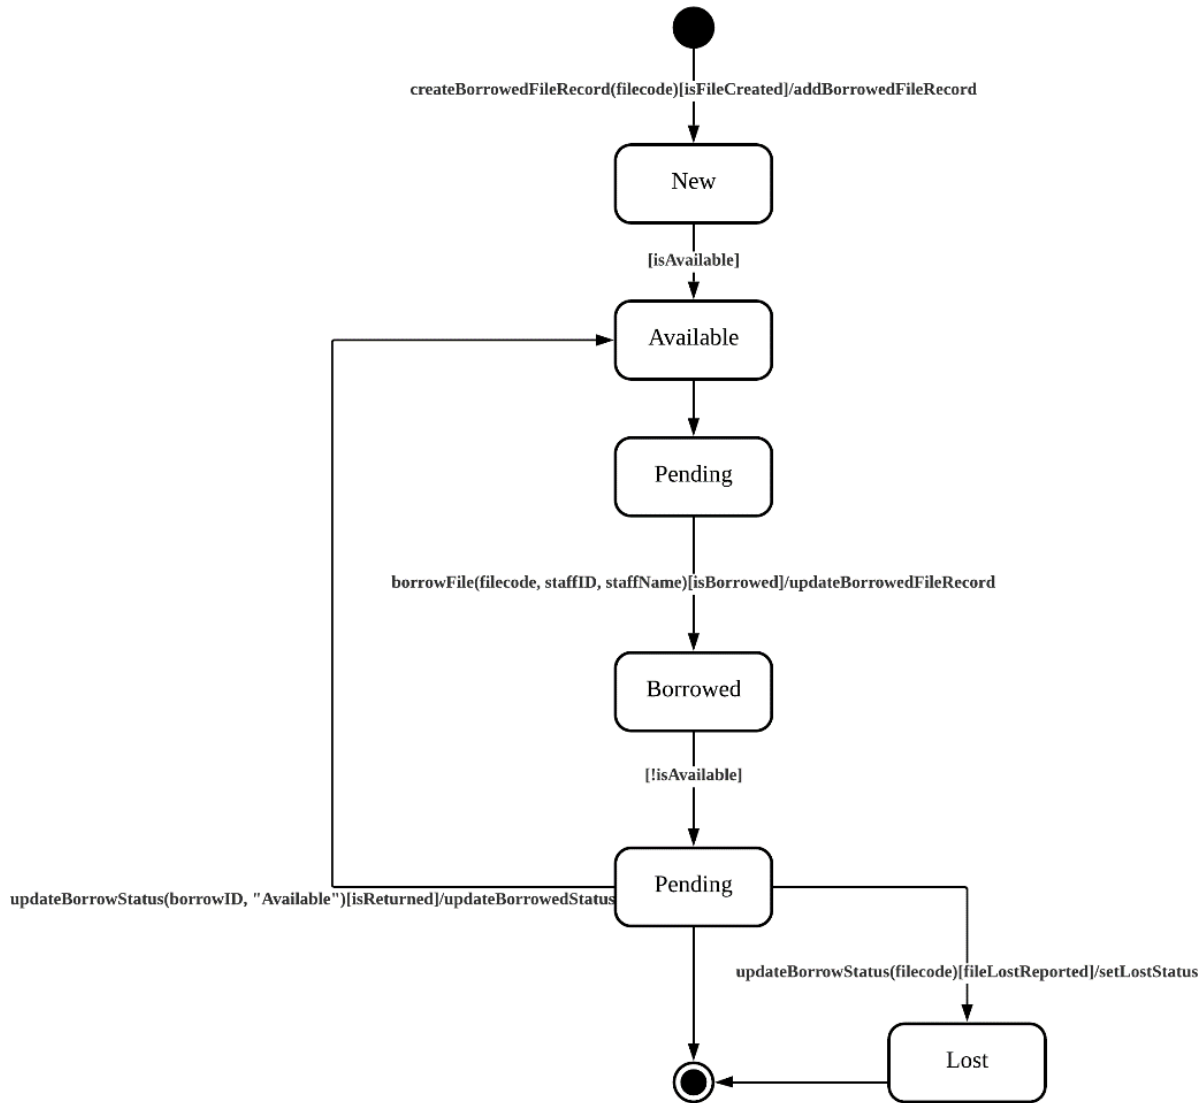 createBorrowedFileRecord(filecode)[isFileCreated]/addBorrowedFileRecord
New
[isAvailable]
Available
Pending
borrowFile(filecode, staffID, staffName)[isBorrowed]/updateBorrowedFileRecord
Borrowed
[!isAvailable]
Pending
updateBorrowStatus(borrowID, "Available")[isReturned]/updateBorrowedStatus
updateBorrowStatus(filecode)[fileLostReported]/setLostStatus
Lost